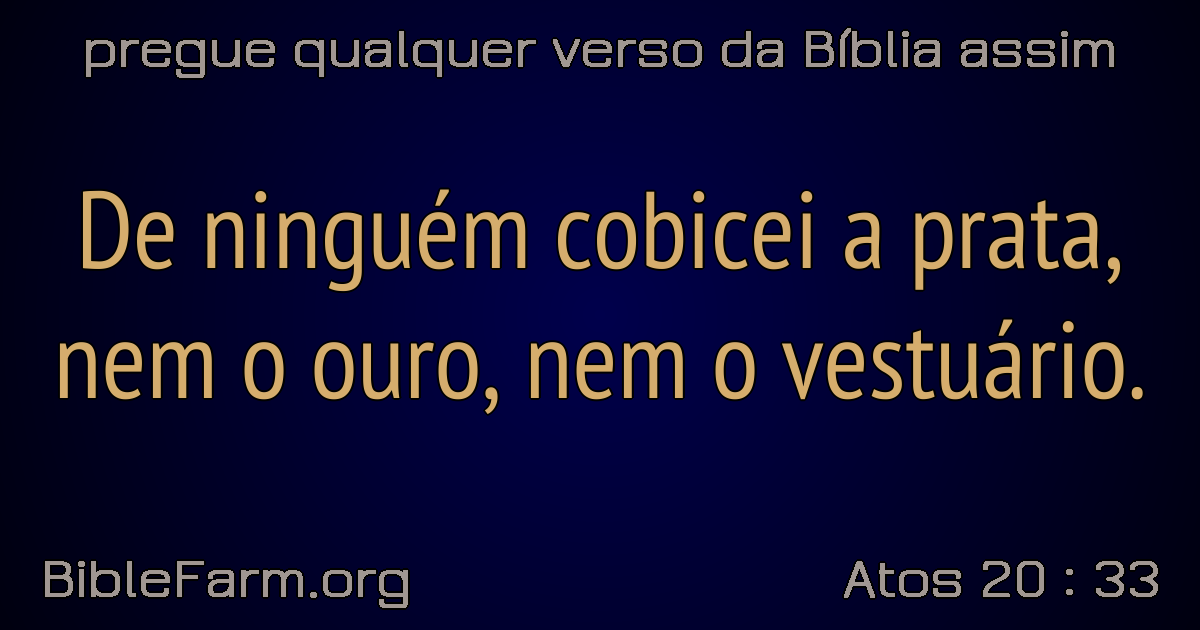 pregue qualquer verso da Bíblia assim
De ninguém cobicei a prata,
nem o ouro, nem o vestuário.
BibleFarm.org
Atos 20 : 33